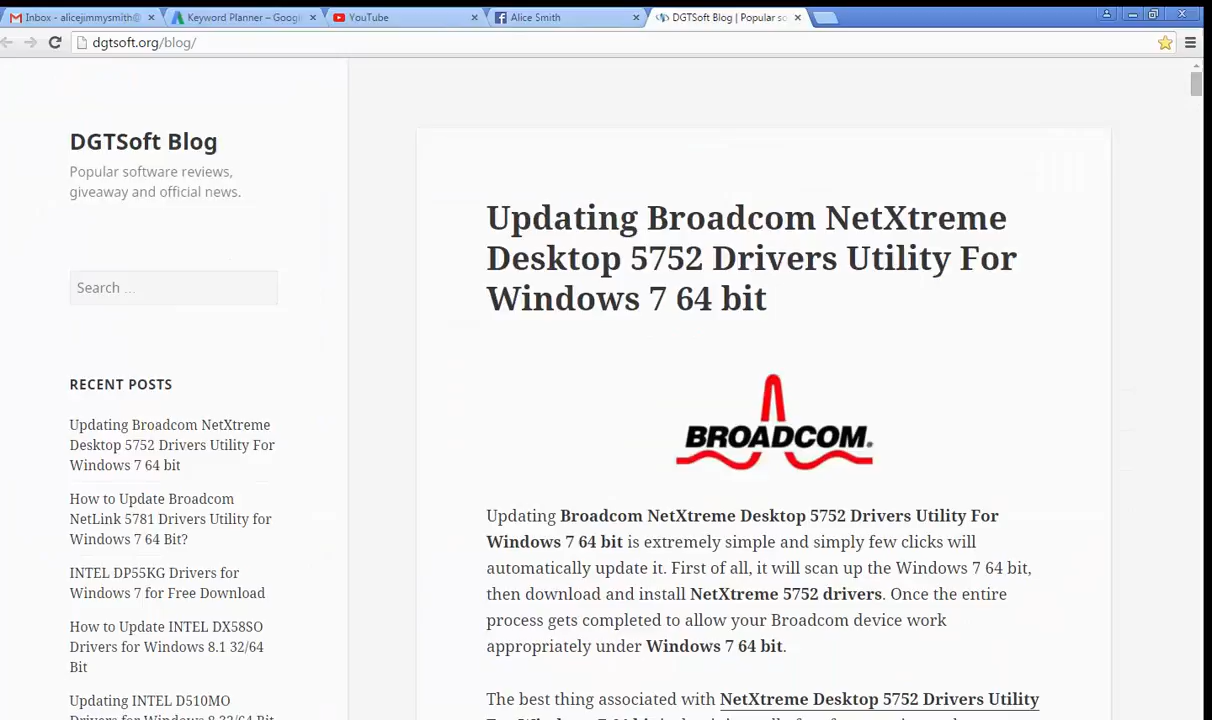 Inbox - alicejimmysmith@
Keyword Planner – Googl
YouTube
Alice Smith
DGTSoft Blog | Popular so
dgtsoft.org/blog/
DGTSoft Blog
Popular software reviews,
giveaway and official news.
Search ...
RECENT POSTS
Updating Broadcom NetXtreme
Desktop 5752 Drivers Utility For
Windows 7 64 bit
How to Update Broadcom
NetLink 5781 Drivers Utility for
Windows 7 64 Bit?
INTEL DP55KG Drivers for
Windows 7 for Free Download
How to Update INTEL DX58SO
Drivers for Windows 8.1 32/64
Bit
Updating INTEL D510MO
Drivers for Windows 8 32/64 Bit
Updating Broadcom NetXtreme
Desktop 5752 Drivers Utility For
Windows 7 64 bit
BROADCOM.
Updating Broadcom NetXtreme Desktop 5752 Drivers Utility For
Windows 7 64 bit is extremely simple and simply few clicks will
automatically update it. First of all, it will scan up the Windows 7 64 bit,
then download and install NetXtreme 5752 drivers. Once the entire
process gets completed to allow your Broadcom device work
appropriately under Windows 7 64 bit.
The best thing associated with NetXtreme Desktop 5752 Drivers Utility